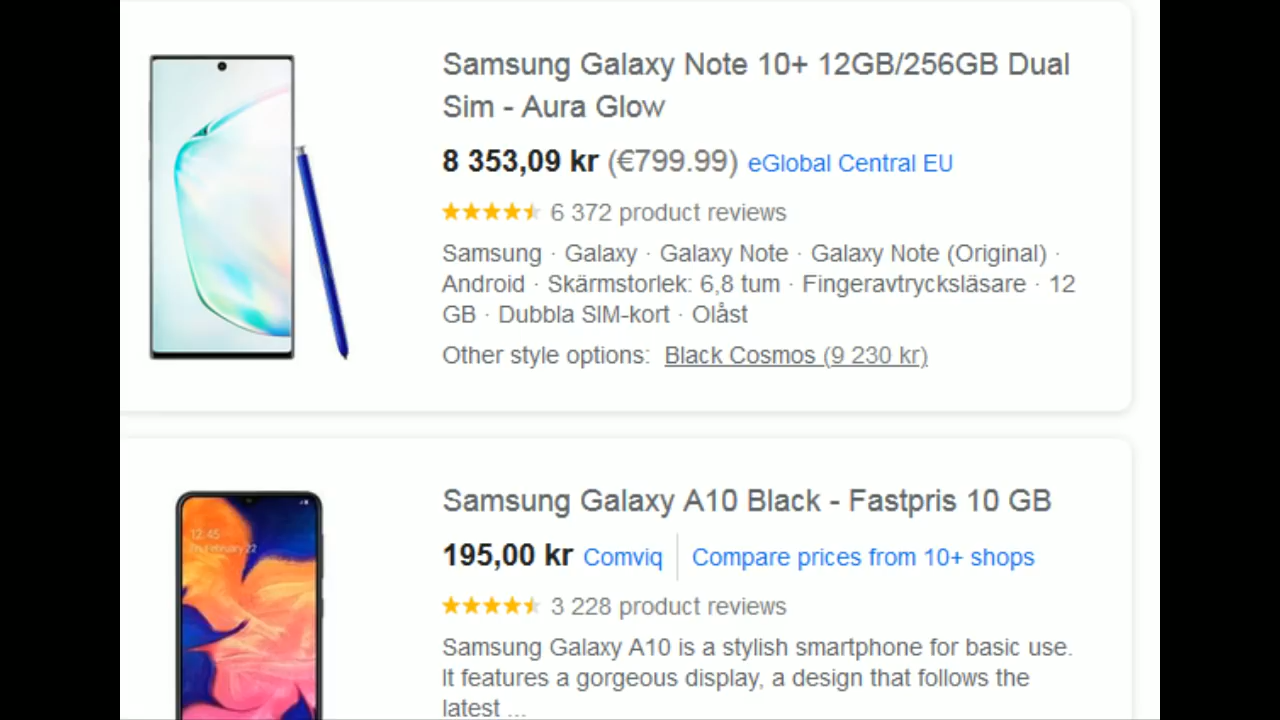 Samsung Galaxy Note 10+ 12GB/256GB Dual
Sim - Aura Glow
8 353,09 kr (€799.99) eGlobal Central EU
6 372 product reviews
Samsung · Galaxy · Galaxy Note · Galaxy Note (Original) ·
Android · Skärmstorlek: 6,8 tum · Fingeravtrycksläsare · 12
GB · Dubbla SIM-kort · Olåst
Other style options: Black Cosmos (9 230 kr)
Samsung Galaxy A10 Black - Fastpris 10 GB
195,00 kr Comviq Compare prices from 10+ shops
3 228 product reviews
12:45
Samsung Galaxy A10 is a stylish smartphone for basic use.
It features a gorgeous display, a design that follows the
latest ...